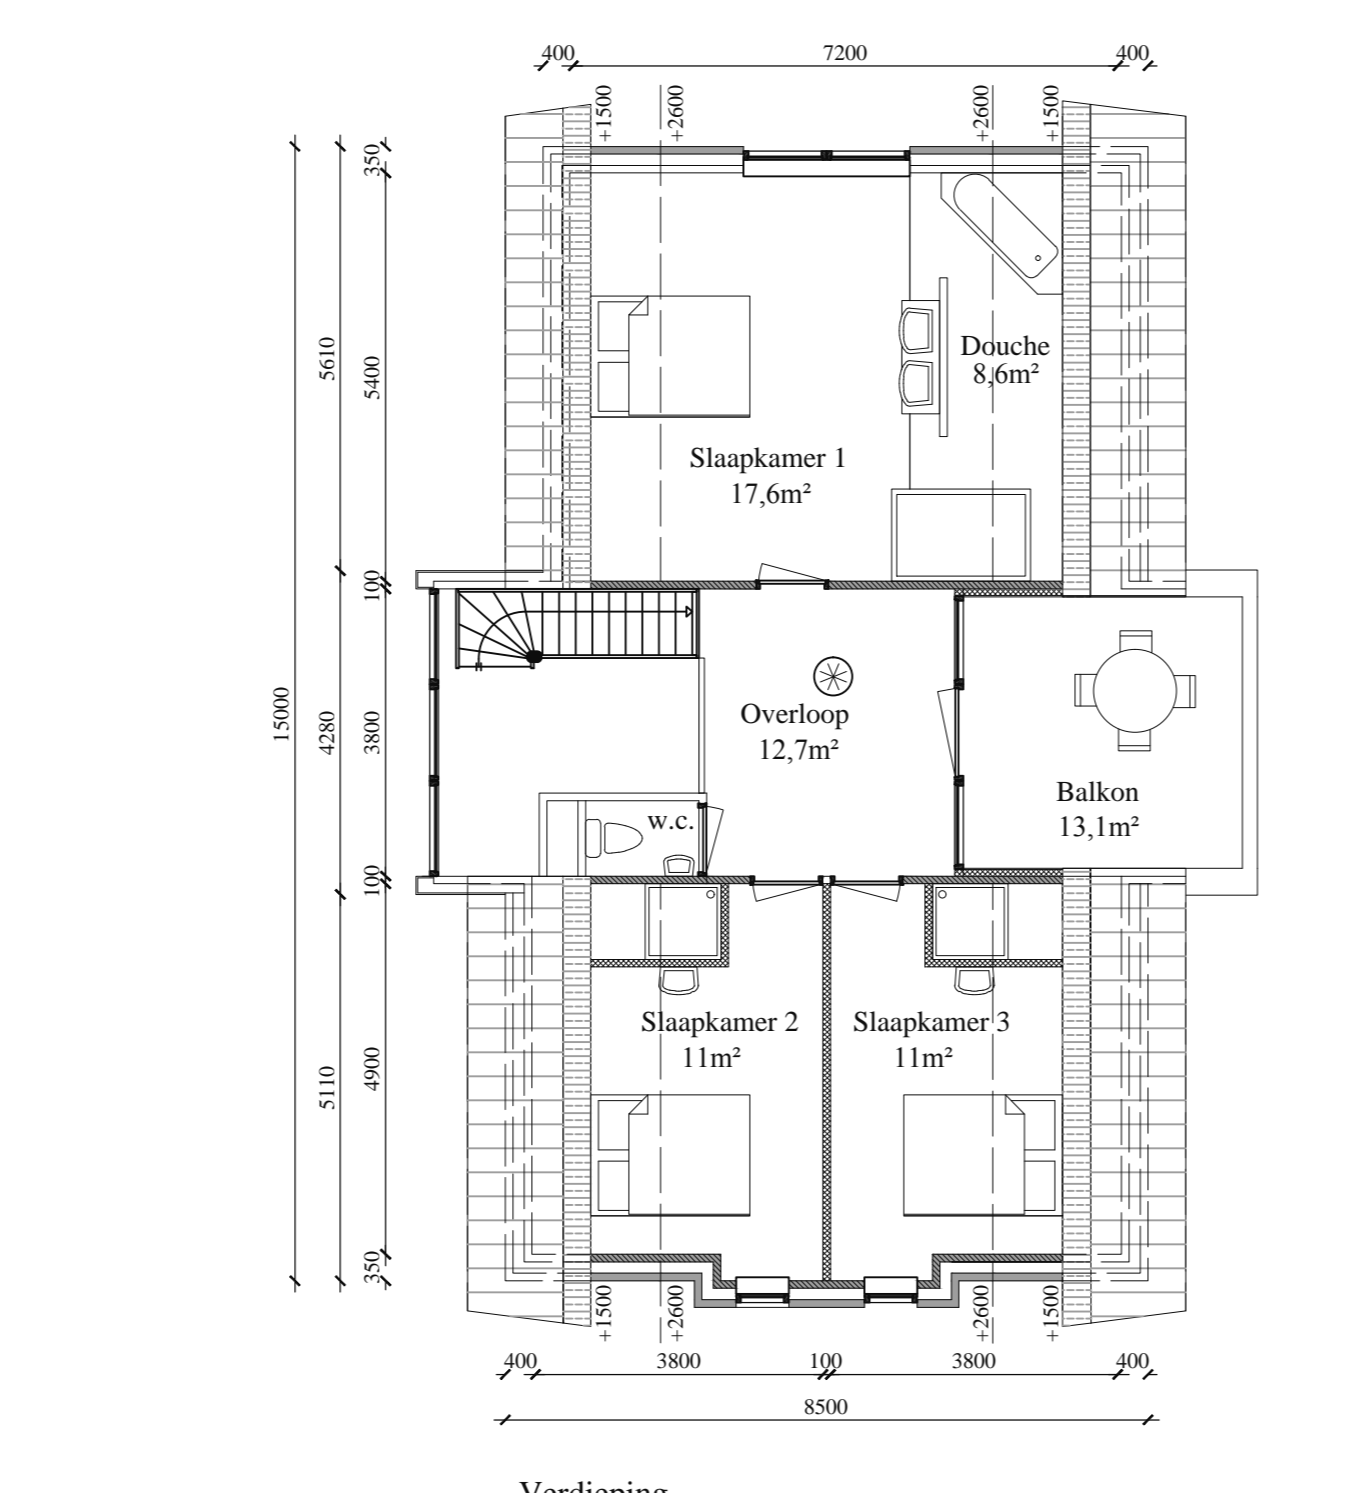 400 7200 400
+1500 +2600 +2600 +1500
350
5610 5400
Douche
8,6m²
Slaapkamer 1
17,6m²
100
15000 4280 3800
Overloop
12,7m²
Balkon
13,1m²
w.c.
100
Slaapkamer 2
11m²
Slaapkamer 3
11m²
5110 4900
350
+1500 +2600 +2600 +1500
400 3800 100 3800 400
8500
Verdieping